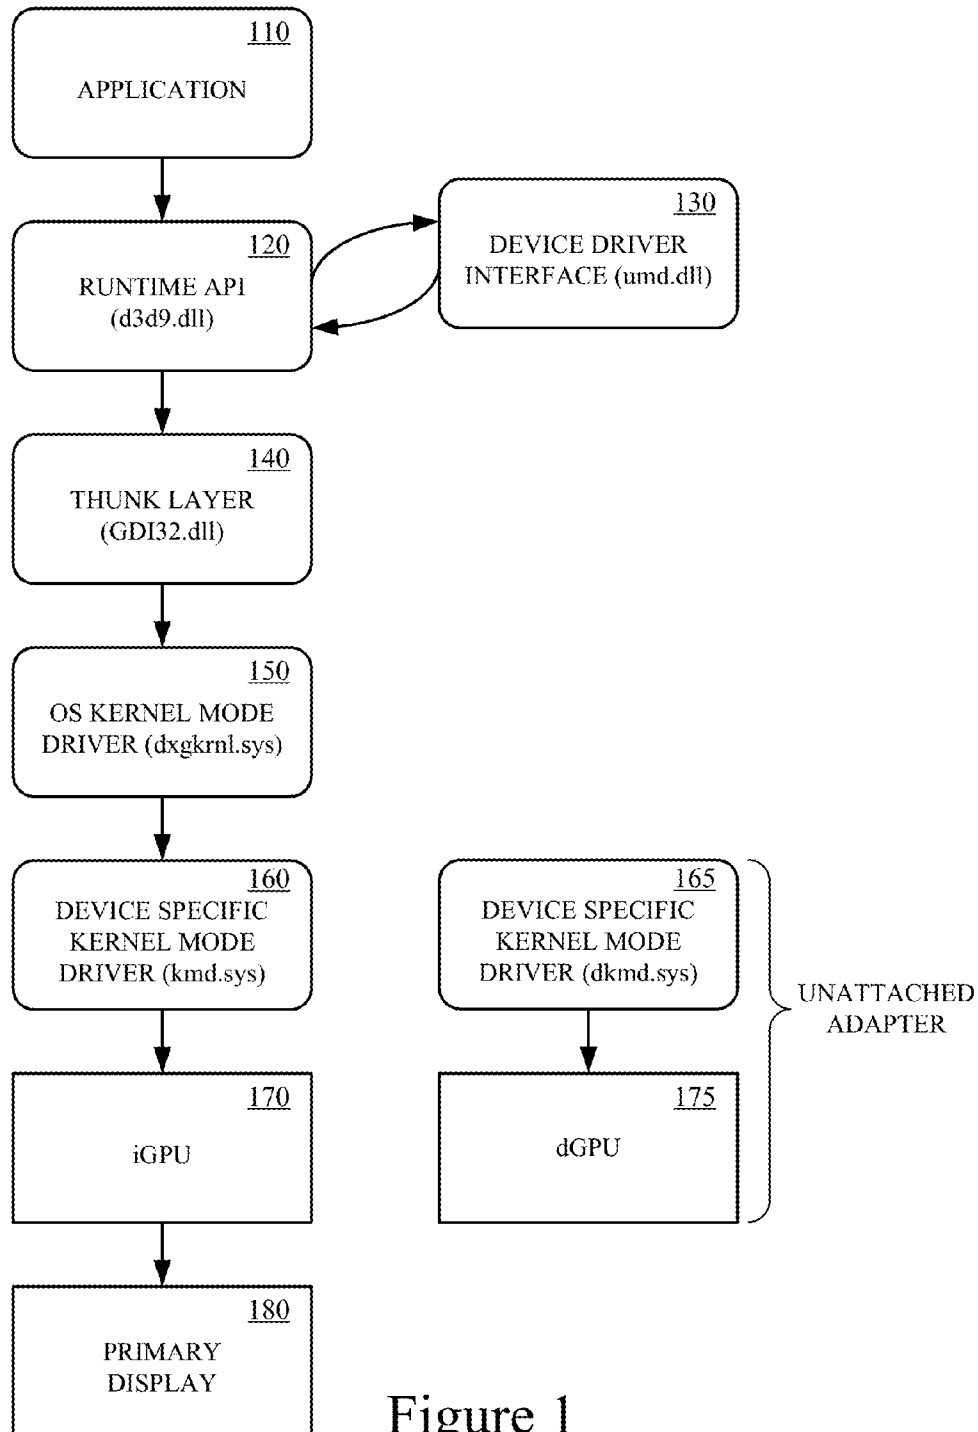 110
APPLICATION
130
DEVICE DRIVER
INTERFACE (umd.dll)
120
RUNTIME API
(d3d9.dll)
140
THUNK LAYER
(GDI32.dll)
150
OS KERNEL MODE
DRIVER (dxgkrnl.sys)
160
DEVICE SPECIFIC
KERNEL MODE
DRIVER (kmd.sys)
165
DEVICE SPECIFIC
KERNEL MODE
DRIVER (dkmd.sys)
UNATTACHED
ADAPTER
170
iGPU
175
dGPU
180
PRIMARY
DISPLAY
Figure 1